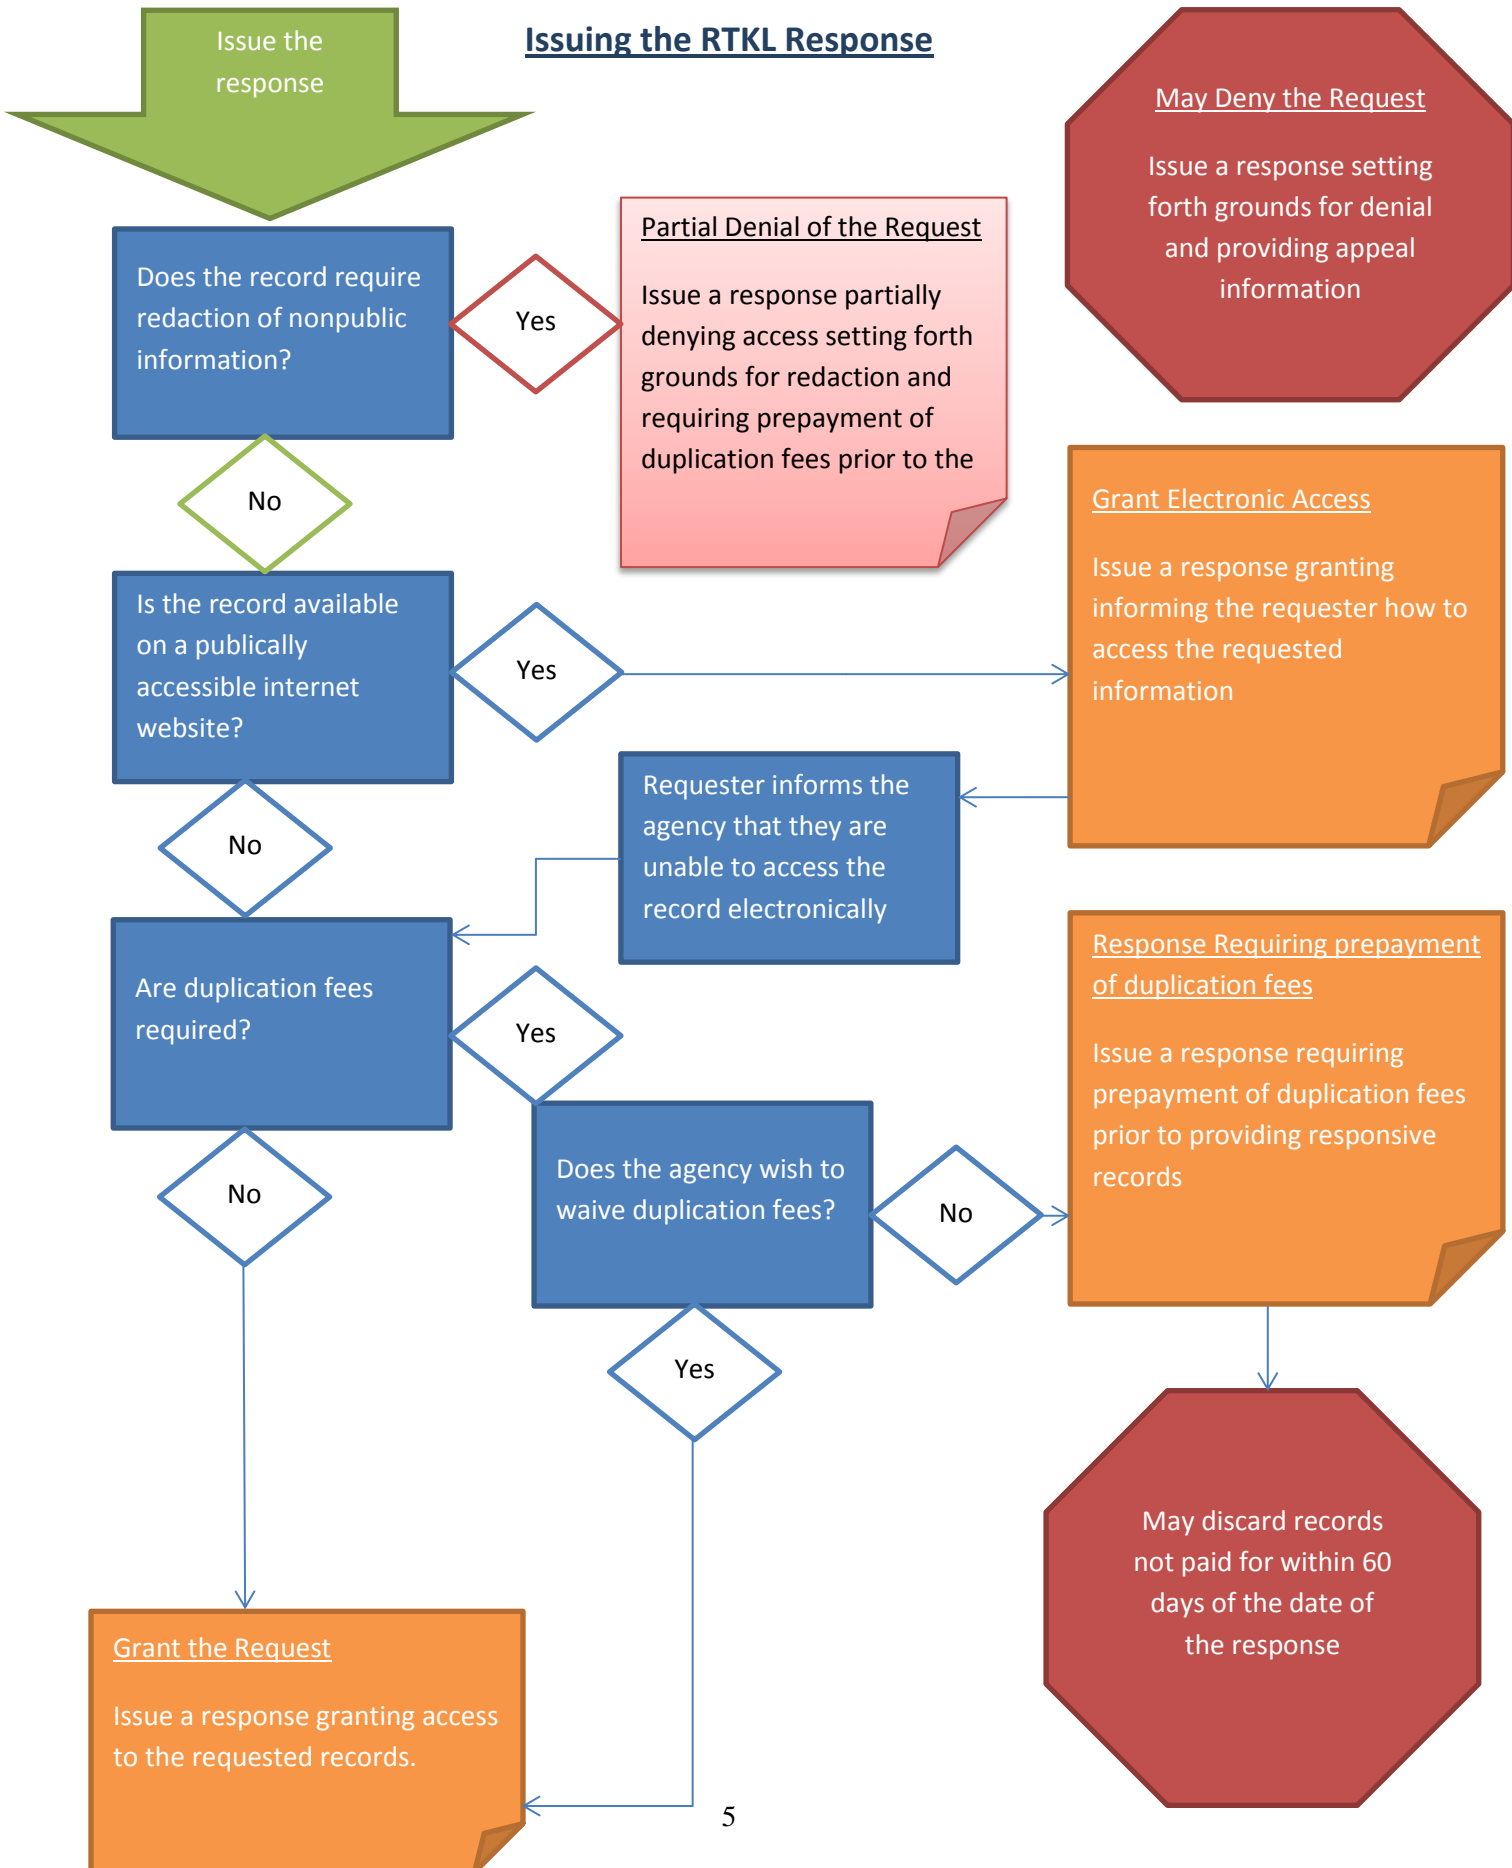 Issue the
response
Issuing the RTKL Response
May Deny the Request
Issue a response setting
forth grounds for denial
and providing appeal
information
Does the record require
redaction of nonpublic
information?
Yes
Partial Denial of the Request
Issue a response partially
denying access setting forth
grounds for redaction and
requiring prepayment of
duplication fees prior to the
No
Is the record available
on a publically
accessible internet
website?
Yes
Grant Electronic Access
Issue a response granting
informing the requester how to
access the requested
information
No
Requester informs the
agency that they are
unable to access the
record electronically
Are duplication fees
required?
Yes
Response Requiring prepayment
of duplication fees
Issue a response requiring
prepayment of duplication fees
prior to providing responsive
records
No
Does the agency wish to
waive duplication fees?
No
Yes
May discard records
not paid for within 60
days of the date of
the response
Grant the Request
Issue a response granting access
to the requested records.
5